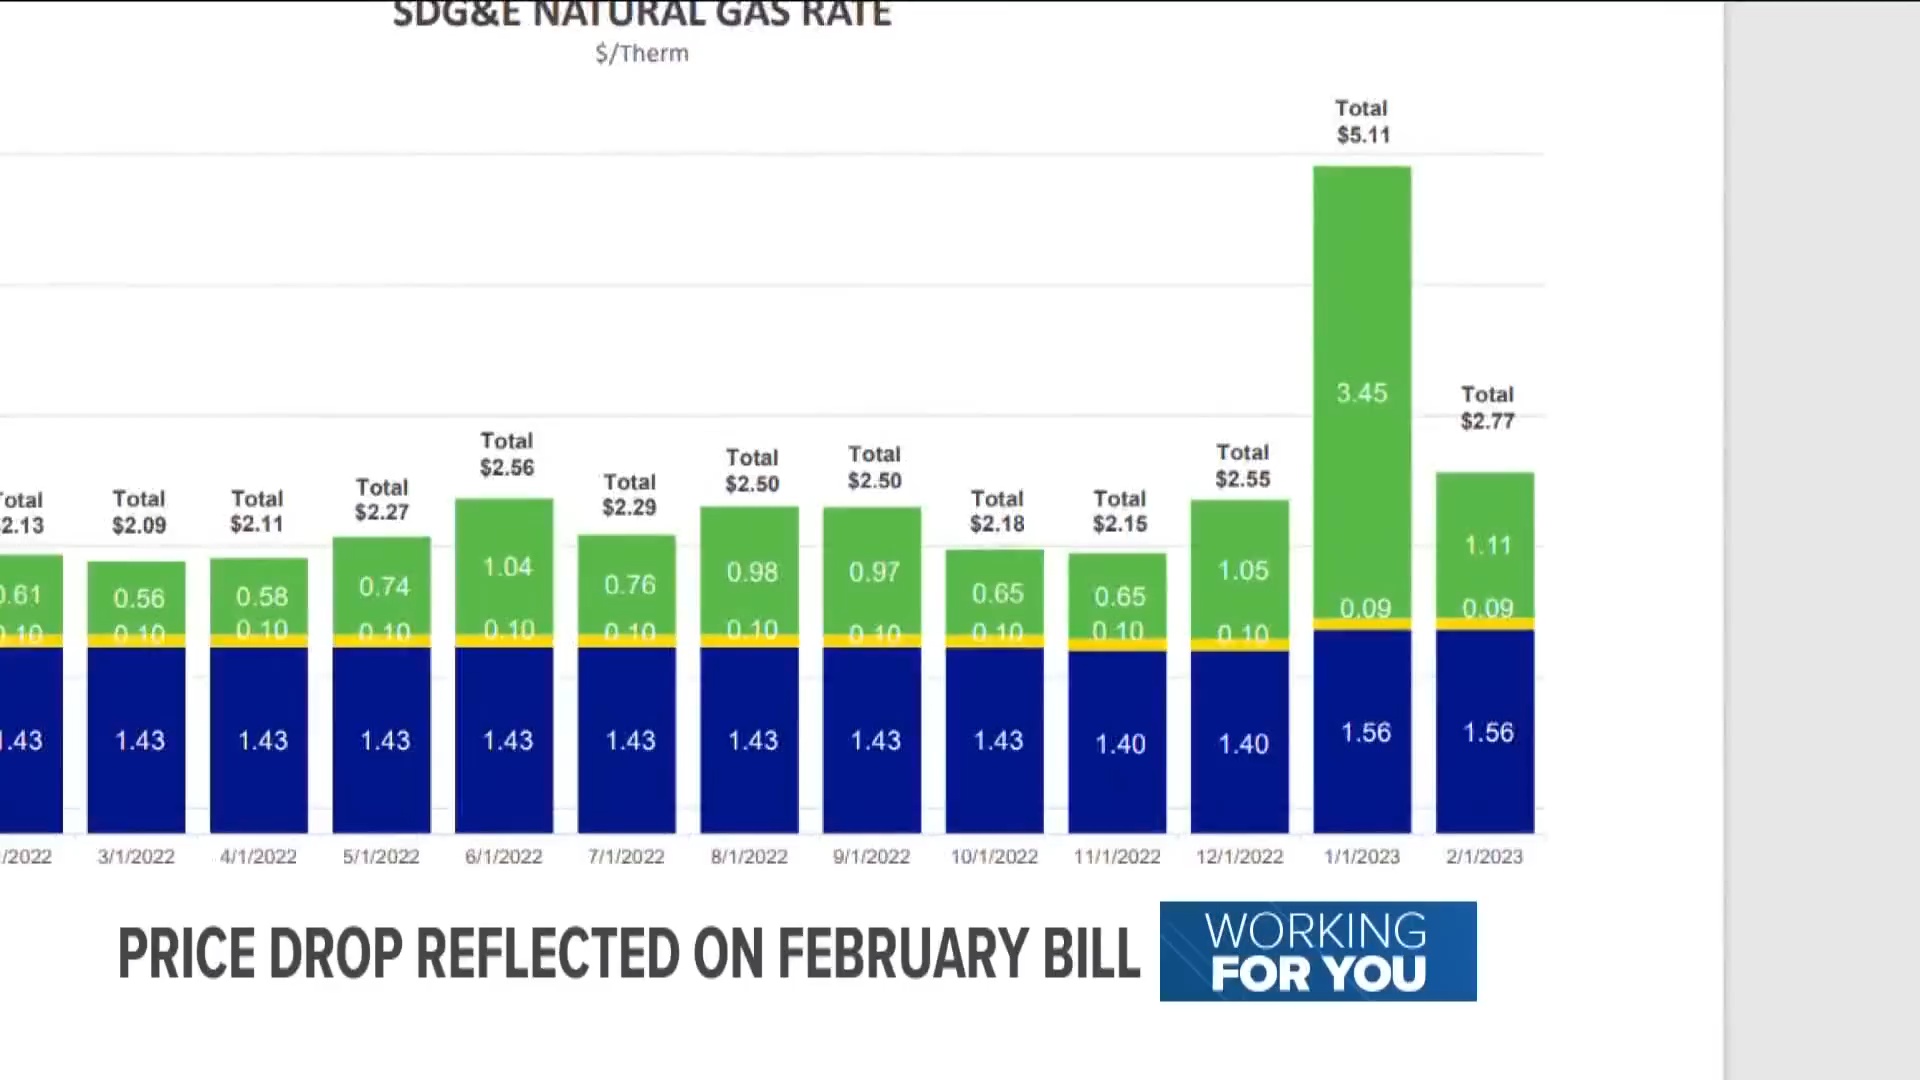 SDG&E NATURAL GAS RATE
$/Therm
Total
$5.11
Total
$2.77
Total
$2.56
Total
$2.55
Total
$2.50
Total
$2.50
Total
$2.29
Total
$2.27
Total
$2.18
Total
$2.15
Total
$2.11
Total
$2.09
otal
2.13
3.45
1.11
.61 0.56 0.58 0.74 1.04 0.76 0.98 0.97 0.65 0.65 1.05
0.10 0.10 0.10 0.10 0.10 0.10 0.10 0.10 0.10 0.10 0.10 0.09 0.09
.43 1.43 1.43 1.43 1.43 1.43 1.43 1.43 1.43 1.40 1.40 1.56 1.56
/2022 3/1/2022 4/1/2022 5/1/2022 6/1/2022 7/1/2022 8/1/2022 9/1/2022 10/1/2022 11/1/2022 12/1/2022 1/1/2023 2/1/2023
PRICE DROP REFLECTED ON FEBRUARY BILL
WORKING
FOR YOU